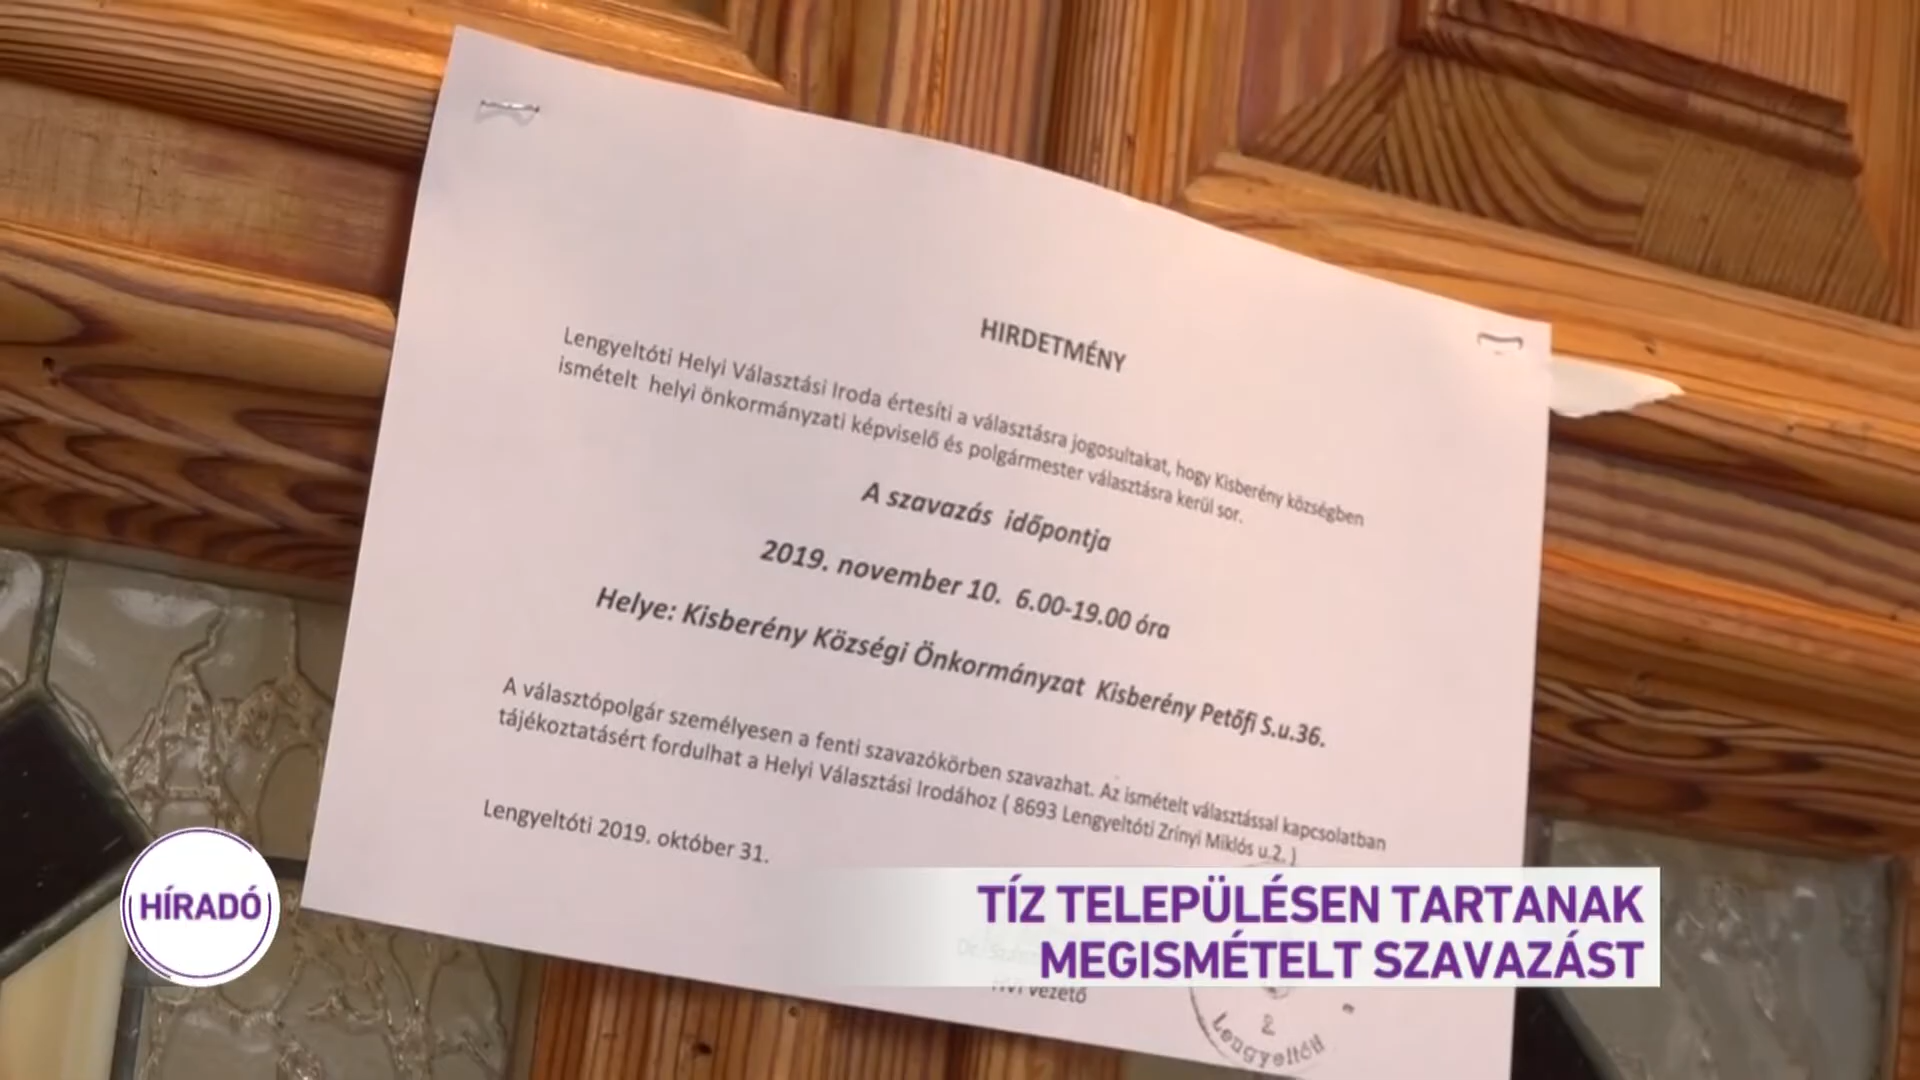 HIRDETMÉNY
Lengyeltóti Helyi Választási Iroda értesíti a választásra jogosultakat, hogy Kisberény községben
ismételt helyi önkormányzati képviselő és polgármester választásra kerül sor.
A szavazás időpontja
2019. november 10. 6.00-19.00 óra
Helye: Kisberény Községi Önkormányzat Kisberény Petőfi S.u.36.
A választópolgár személyesen a fenti szavazókörben szavazhat. Az ismételt választással kapcsolatban
tájékoztatásért fordulhat a Helyi Választási Irodához ( 8693 Lengyeltóti Zrínyi Miklós u.2. )
Lengyeltóti 2019. október 31.
Dr.
HVI vezető
2
Lengyeltóti
HÍRADÓ
TÍZ TELEPÜLÉSEN TARTANAK
MEGISMÉTELT SZAVAZÁST